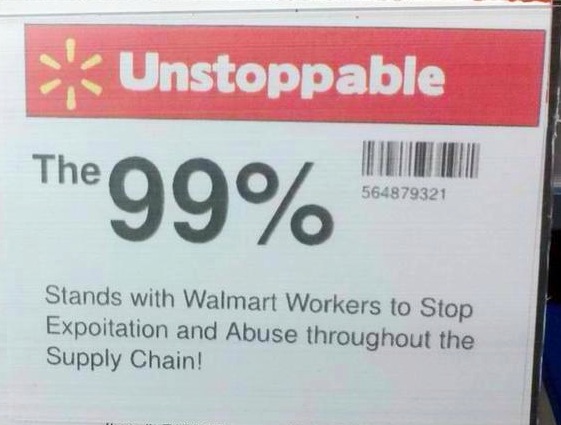 Unstoppable
The 99%
564879321
Stands with Walmart Workers to Stop
Expoitation and Abuse throughout the
Supply Chain!